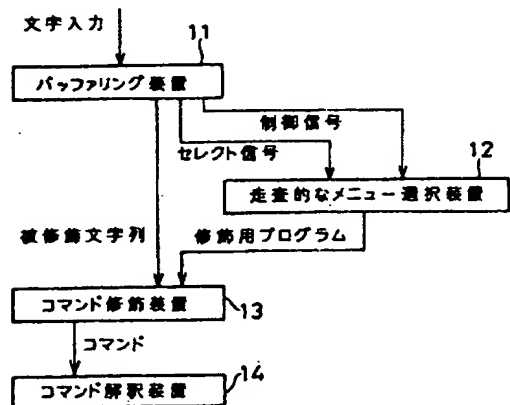 文字入力
11
バッファリング装置
制御信号
セレクト信号
12
走査的なメニュー選択装置
被修飾文字列
修飾用プログラム
コマンド修飾装置
13
コマンド
コマンド解釈装置
14